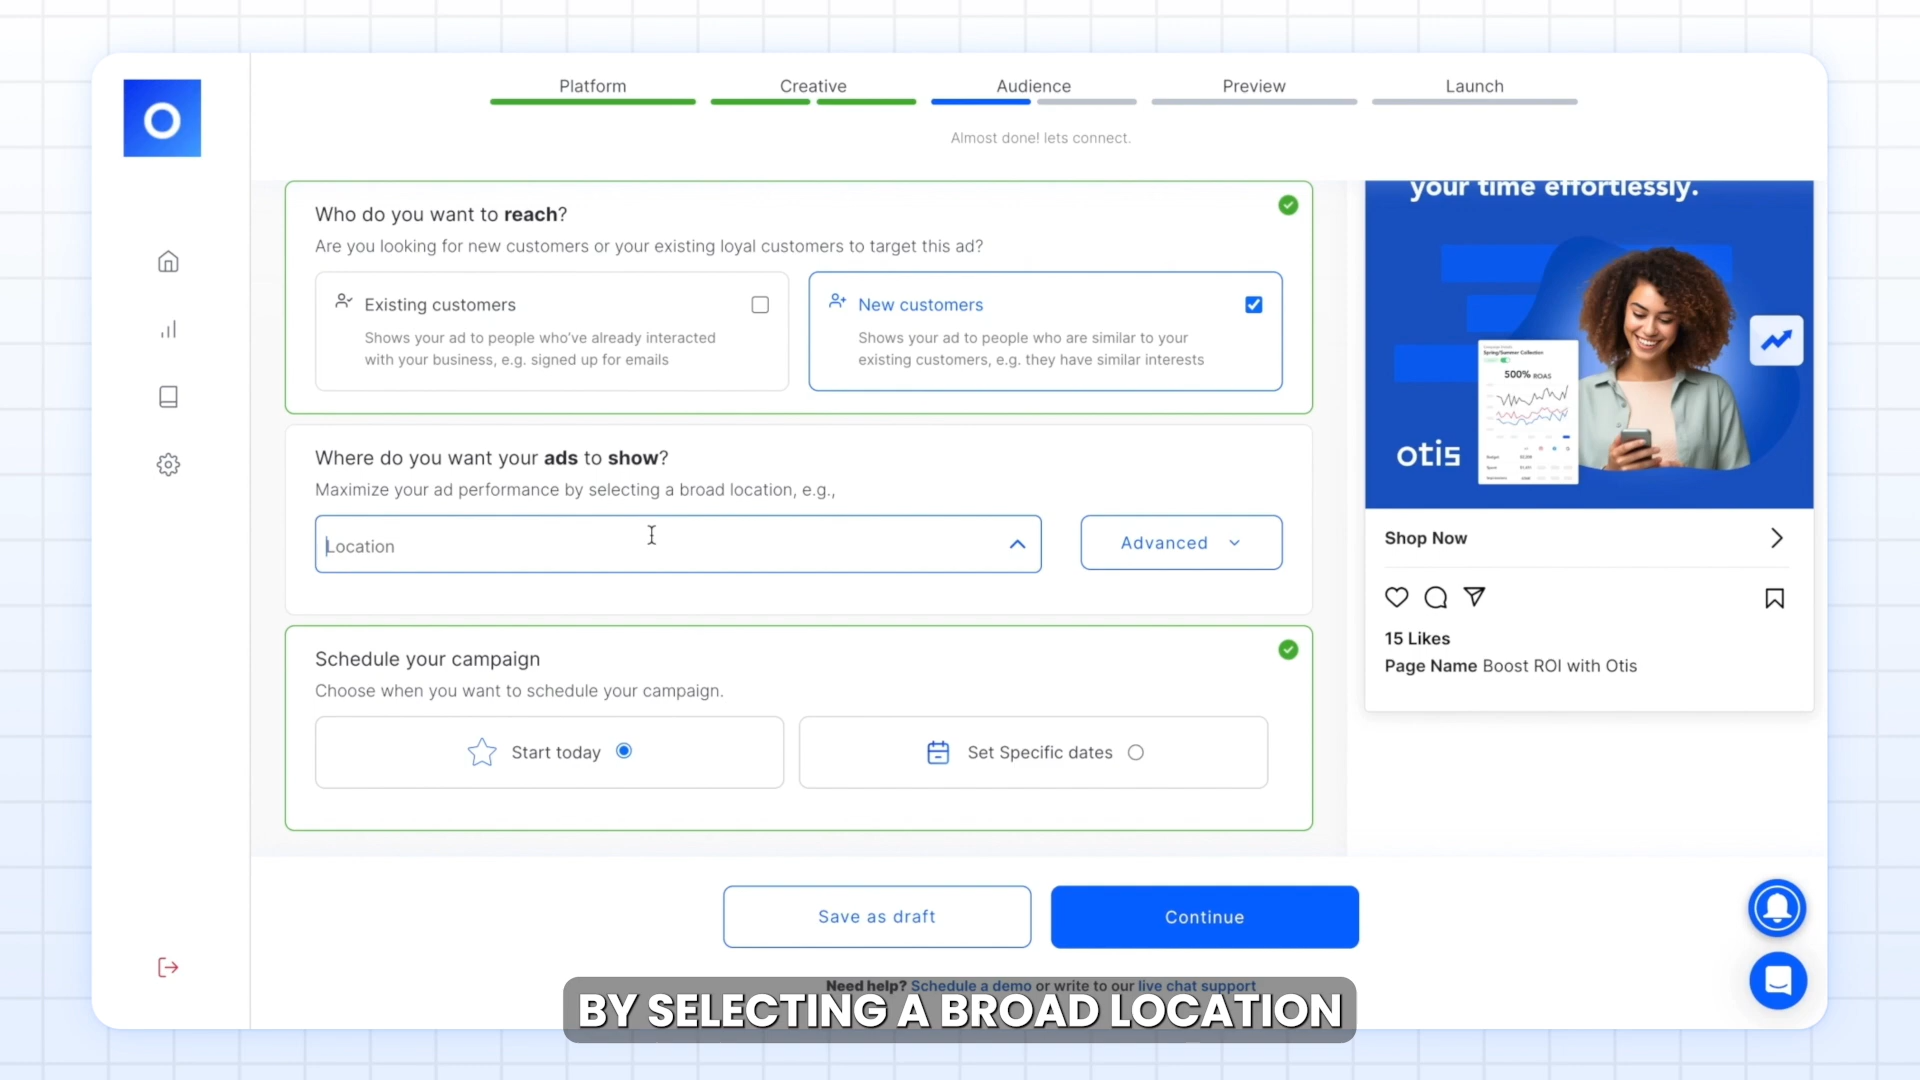 Platform
Creative
Audience
Preview
Launch
Almost done! lets connect.
Who do you want to reach?
Are you looking for new customers or your existing loyal customers to target this ad?
Existing customers
Shows your ad to people who've already interacted
with your business, e.g. signed up for emails
New customers
Shows your ad to people who are similar to your
existing customers, e.g. they have similar interests
Where do you want your ads to show?
Maximize your ad performance by selecting a broad location, e.g.,
Location
Advanced
Schedule your campaign
Choose when you want to schedule your campaign.
Start today
Set Specific dates
your time effortlessly.
Spring/Summer Collection
500% ROAS
otis
Shop Now
15 Likes
Page Name Boost ROI with Otis
Save as draft
Continue
Need help? Schedule a demo or write to our live chat support
BY SELECTING A BROAD LOCATION